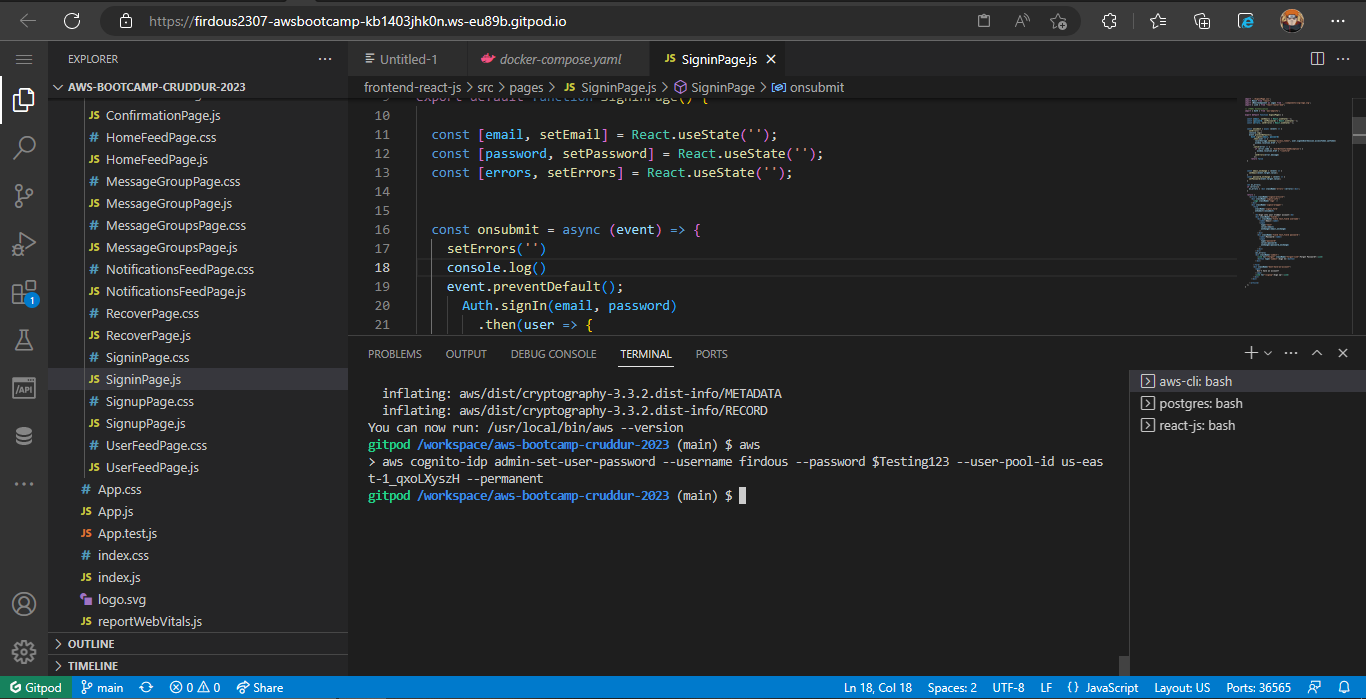 https://firdous2307-awsbootcamp-kb1403jhk0n.ws-eu89b.gitpod.io
EXPLORER
AWS-BOOTCAMP-CRUDDUR-2023
ConfirmationPage.js
HomeFeedPage.css
HomeFeedPage.js
MessageGroupPage.css
MessageGroupPage.js
MessageGroupsPage.css
MessageGroupsPage.js
NotificationsFeedPage.css
NotificationsFeedPage.js
RecoverPage.css
RecoverPage.js
SigninPage.css
SigninPage.js
SignupPage.css
SignupPage.js
UserFeedPage.css
UserFeedPage.js
App.css
App.js
App.test.js
index.css
index.js
logo.svg
reportWebVitals.js
OUTLINE
TIMELINE
Untitled-1 docker-compose.yaml JS SigninPage.js
frontend-react-js > src > pages > JS SigninPage.js > SigninPage > onsubmit
9 export default function SigninPage() {
10
11 const [email, setEmail] = React.useState('');
12 const [password, setPassword] = React.useState('');
13 const [errors, setErrors] = React.useState('');
14
15
16 const onsubmit = async (event) => {
17 setErrors('')
18 console.log()
19 event.preventDefault();
20 Auth.signIn(email, password)
21 .then(user => {
PROBLEMS OUTPUT DEBUG CONSOLE TERMINAL PORTS
inflating: aws/dist/cryptography-3.3.2.dist-info/METADATA
inflating: aws/dist/cryptography-3.3.2.dist-info/RECORD
You can now run: /usr/local/bin/aws --version
gitpod /workspace/aws-bootcamp-cruddur-2023 (main) $ aws
> aws cognito-idp admin-set-user-password --username firdous --password $Testing123 --user-pool-id us-eas
t-1_qxoLXyszH --permanent
gitpod /workspace/aws-bootcamp-cruddur-2023 (main) $
aws-cli: bash
postgres: bash
react-js: bash
1
/API
Gitpod main 0 0 Share Ln 18, Col 18 Spaces: 2 UTF-8 LF {} JavaScript Layout: US Ports: 36565